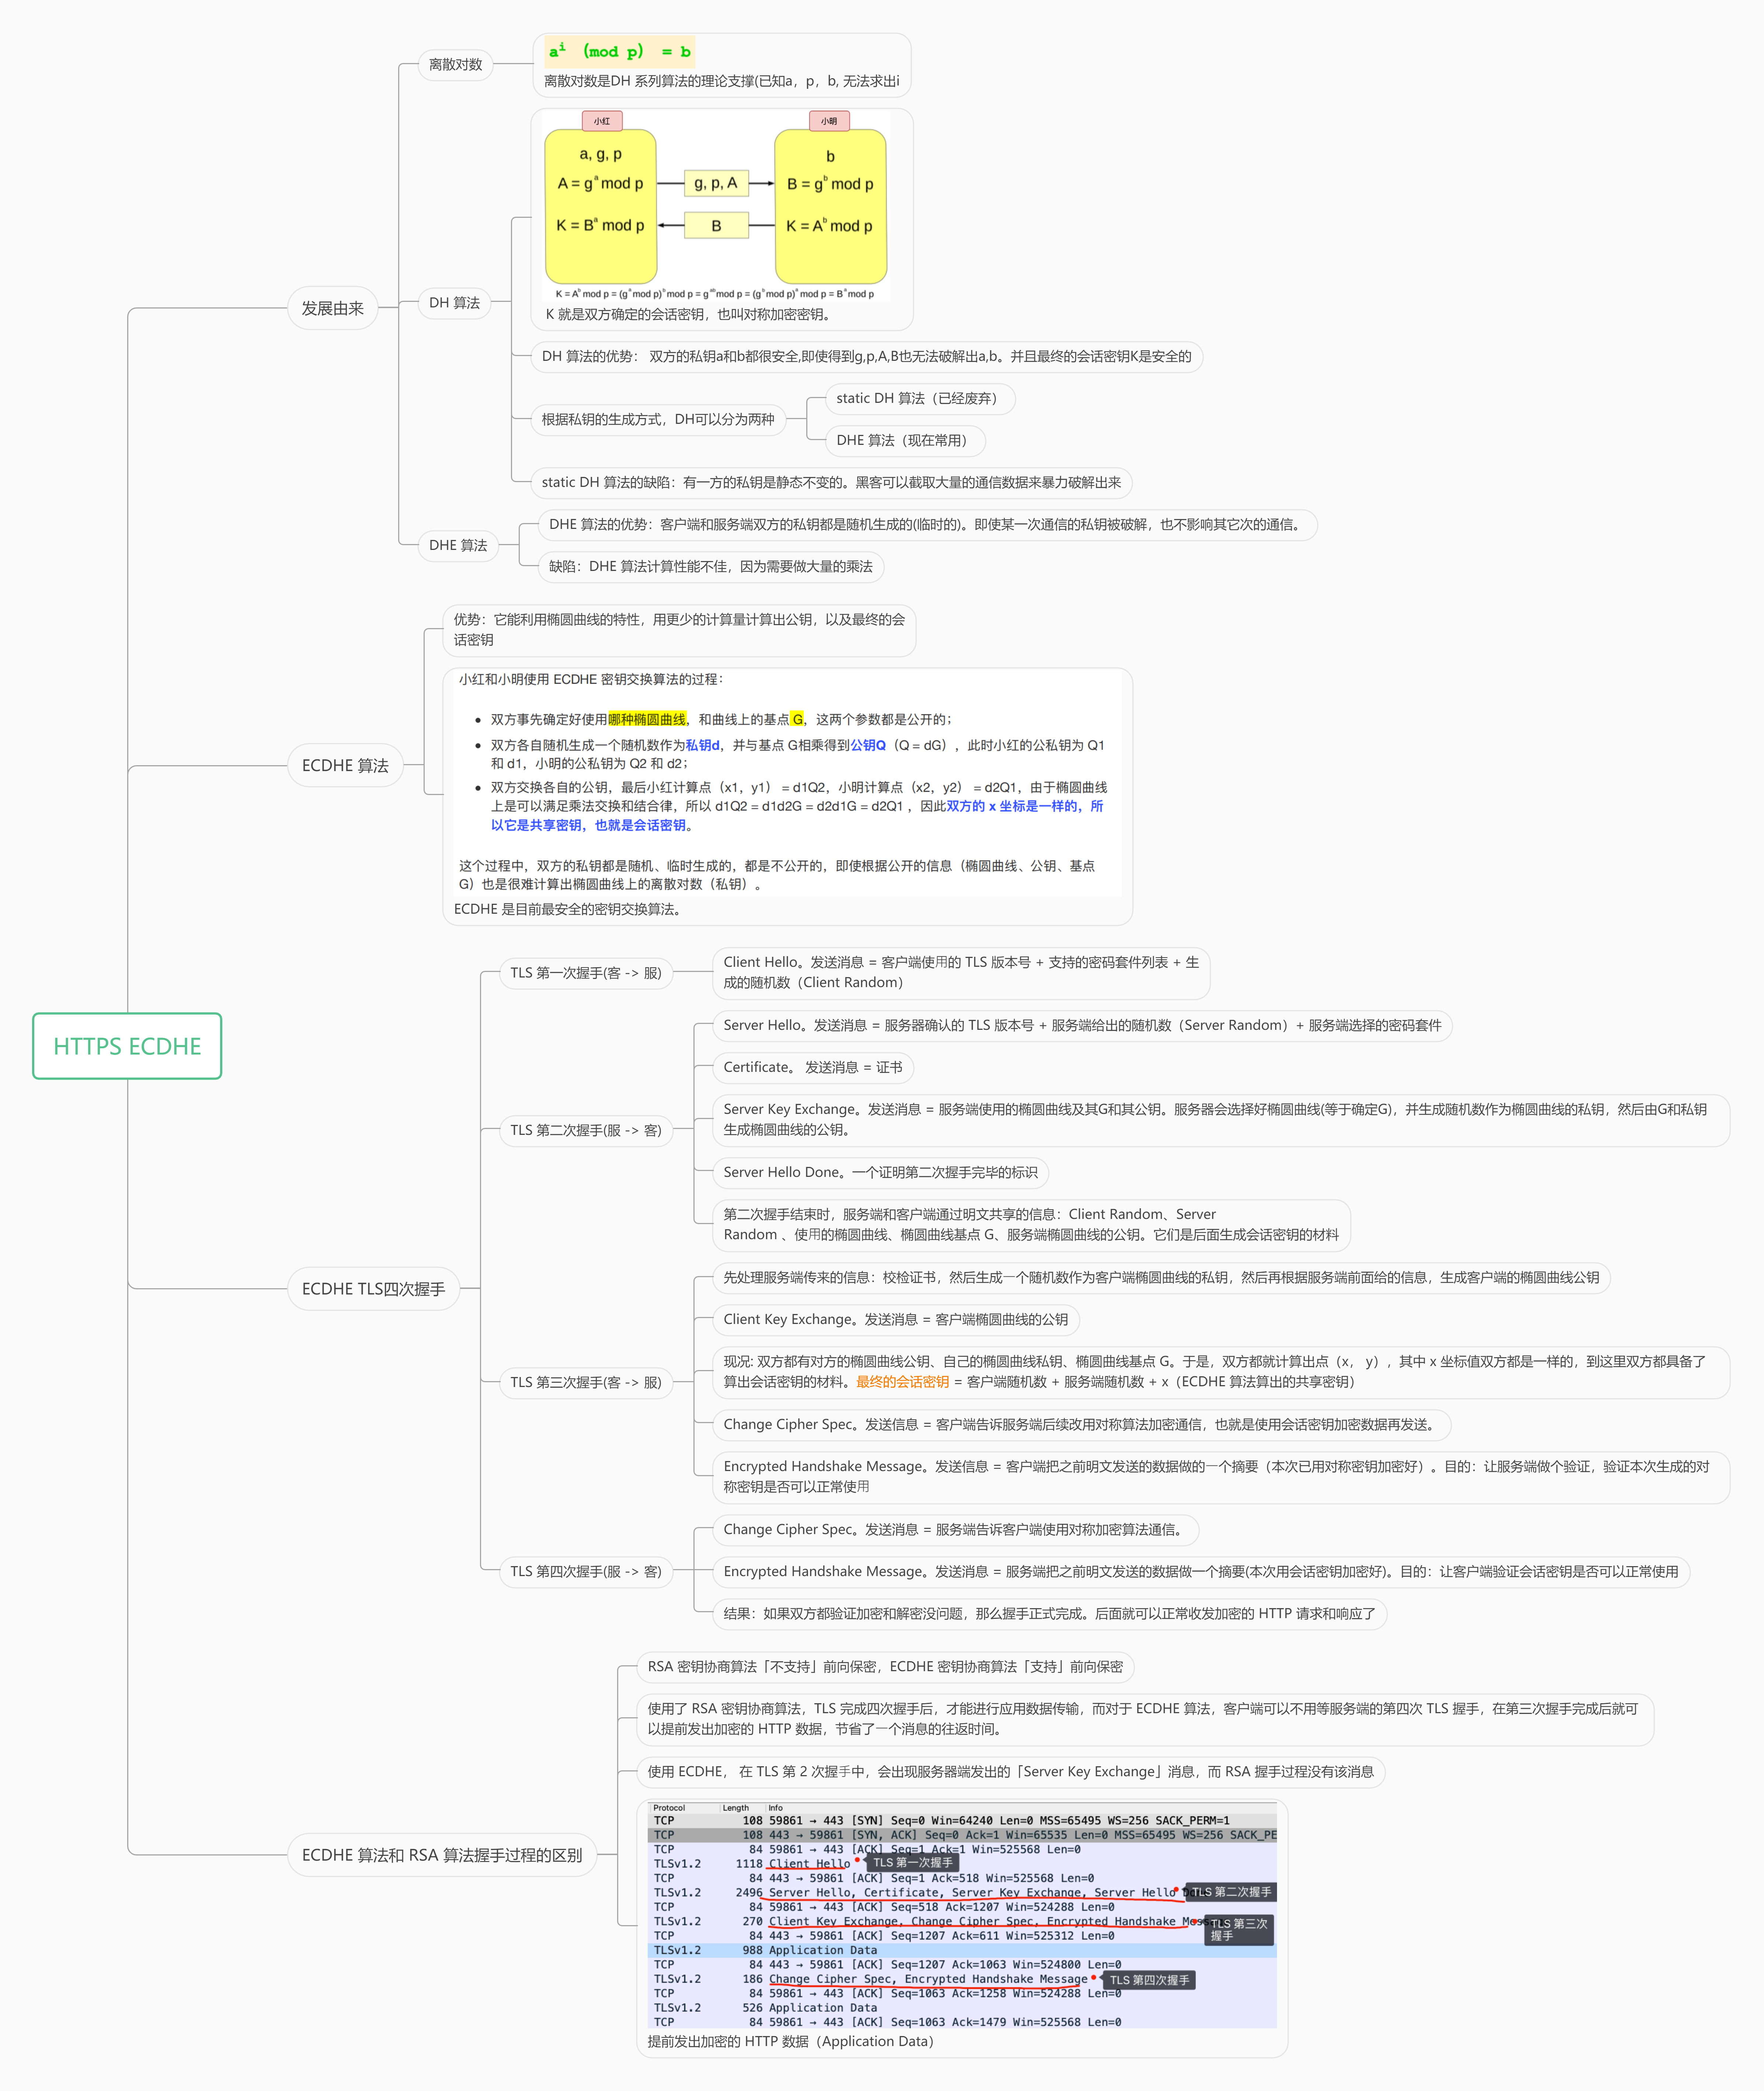 HTTPS ECDHE
发展由来
离散对数
aⁱ （mod p） = b
离散对数是DH 系列算法的理论支撑(已知a，p，b, 无法求出i
DH 算法
小红
小明
a, g, p
b
A = gᵃ mod p
g, p, A
B = gᵇ mod p
K = Bᵃ mod p
B
K = Aᵇ mod p
K = Aᵇ mod p = (gᵃ mod p)ᵇ mod p = gᵃᵇ mod p = (gᵇ mod p)ᵃ mod p = Bᵃ mod p
K 就是双方确定的会话密钥，也叫对称加密密钥。
DH 算法的优势： 双方的私钥a和b都很安全,即使得到g,p,A,B也无法破解出a,b。并且最终的会话密钥K是安全的
根据私钥的生成方式，DH可以分为两种
static DH 算法（已经废弃）
DHE 算法（现在常用）
static DH 算法的缺陷：有一方的私钥是静态不变的。黑客可以截取大量的通信数据来暴力破解出来
DHE 算法
DHE 算法的优势：客户端和服务端双方的私钥都是随机生成的(临时的)。即使某一次通信的私钥被破解，也不影响其它次的通信。
缺陷：DHE 算法计算性能不佳，因为需要做大量的乘法
ECDHE 算法
优势：它能利用椭圆曲线的特性，用更少的计算量计算出公钥，以及最终的会
话密钥
小红和小明使用 ECDHE 密钥交换算法的过程：
• 双方事先确定好使用哪种椭圆曲线，和曲线上的基点 G，这两个参数都是公开的；
• 双方各自随机生成一个随机数作为私钥d，并与基点 G相乘得到公钥Q（Q = dG），此时小红的公私钥为 Q1
和 d1，小明的公私钥为 Q2 和 d2；
• 双方交换各自的公钥，最后小红计算点（x1，y1） = d1Q2，小明计算点（x2，y2） = d2Q1，由于椭圆曲线
上是可以满足乘法交换和结合律，所以 d1Q2 = d1d2G = d2d1G = d2Q1 ，因此双方的 x 坐标是一样的，所
以它是共享密钥，也就是会话密钥。
这个过程中，双方的私钥都是随机、临时生成的，都是不公开的，即使根据公开的信息（椭圆曲线、公钥、基点
G）也是很难计算出椭圆曲线上的离散对数（私钥）。
ECDHE 是目前最安全的密钥交换算法。
ECDHE TLS四次握手
TLS 第一次握手(客 -> 服)
Client Hello。发送消息 = 客户端使用的 TLS 版本号 + 支持的密码套件列表 + 生
成的随机数（Client Random）
TLS 第二次握手(服 -> 客)
Server Hello。发送消息 = 服务器确认的 TLS 版本号 + 服务端给出的随机数（Server Random）+ 服务端选择的密码套件
Certificate。 发送消息 = 证书
Server Key Exchange。发送消息 = 服务端使用的椭圆曲线及其G和其公钥。服务器会选择好椭圆曲线(等于确定G)，并生成随机数作为椭圆曲线的私钥，然后由G和私钥
生成椭圆曲线的公钥。
Server Hello Done。一个证明第二次握手完毕的标识
第二次握手结束时，服务端和客户端通过明文共享的信息：Client Random、Server
Random 、使用的椭圆曲线、椭圆曲线基点 G、服务端椭圆曲线的公钥。它们是后面生成会话密钥的材料
TLS 第三次握手(客 -> 服)
先处理服务端传来的信息：校检证书，然后生成一个随机数作为客户端椭圆曲线的私钥，然后再根据服务端前面给的信息，生成客户端的椭圆曲线公钥
Client Key Exchange。发送消息 = 客户端椭圆曲线的公钥
现况: 双方都有对方的椭圆曲线公钥、自己的椭圆曲线私钥、椭圆曲线基点 G。于是，双方都就计算出点（x， y），其中 x 坐标值双方都是一样的，到这里双方都具备了
算出会话密钥的材料。最终的会话密钥 = 客户端随机数 + 服务端随机数 + x（ECDHE 算法算出的共享密钥）
Change Cipher Spec。发送信息 = 客户端告诉服务端后续改用对称算法加密通信，也就是使用会话密钥加密数据再发送。
Encrypted Handshake Message。发送信息 = 客户端把之前明文发送的数据做的一个摘要（本次已用对称密钥加密好）。目的：让服务端做个验证，验证本次生成的对
称密钥是否可以正常使用
TLS 第四次握手(服 -> 客)
Change Cipher Spec。发送消息 = 服务端告诉客户端使用对称加密算法通信。
Encrypted Handshake Message。发送消息 = 服务端把之前明文发送的数据做一个摘要(本次用会话密钥加密好)。目的：让客户端验证会话密钥是否可以正常使用
结果：如果双方都验证加密和解密没问题，那么握手正式完成。后面就可以正常收发加密的 HTTP 请求和响应了
ECDHE 算法和 RSA 算法握手过程的区别
RSA 密钥协商算法「不支持」前向保密，ECDHE 密钥协商算法「支持」前向保密
使用了 RSA 密钥协商算法，TLS 完成四次握手后，才能进行应用数据传输，而对于 ECDHE 算法，客户端可以不用等服务端的第四次 TLS 握手，在第三次握手完成后就可
以提前发出加密的 HTTP 数据，节省了一个消息的往返时间。
使用 ECDHE， 在 TLS 第 2 次握手中，会出现服务器端发出的「Server Key Exchange」消息，而 RSA 握手过程没有该消息
Protocol Length Info
TCP 108 59861 → 443 [SYN] Seq=0 Win=64240 Len=0 MSS=65495 WS=256 SACK_PERM=1
TCP 108 443 → 59861 [SYN, ACK] Seq=0 Ack=1 Win=65535 Len=0 MSS=65495 WS=256 SACK_PE
TCP 84 59861 → 443 [ACK] Seq=1 Ack=1 Win=525568 Len=0
TLSv1.2 1118 Client Hello TLS 第一次握手
TCP 84 443 → 59861 [ACK] Seq=1 Ack=518 Win=525568 Len=0
TLSv1.2 2496 Server Hello, Certificate, Server Key Exchange, Server Hello TLS 第二次握手
TCP 84 59861 → 443 [ACK] Seq=518 Ack=1207 Win=524288 Len=0
TLSv1.2 270 Client Key Exchange, Change Cipher Spec, Encrypted Handshake TLS 第三次
握手
TCP 84 443 → 59861 [ACK] Seq=1207 Ack=611 Win=525312 Len=0
TLSv1.2 988 Application Data
TCP 84 443 → 59861 [ACK] Seq=1207 Ack=1063 Win=524800 Len=0
TLSv1.2 186 Change Cipher Spec, Encrypted Handshake Message TLS 第四次握手
TCP 84 59861 → 443 [ACK] Seq=1063 Ack=1258 Win=524288 Len=0
TLSv1.2 526 Application Data
TCP 84 59861 → 443 [ACK] Seq=1063 Ack=1479 Win=525568 Len=0
提前发出加密的 HTTP 数据（Application Data）